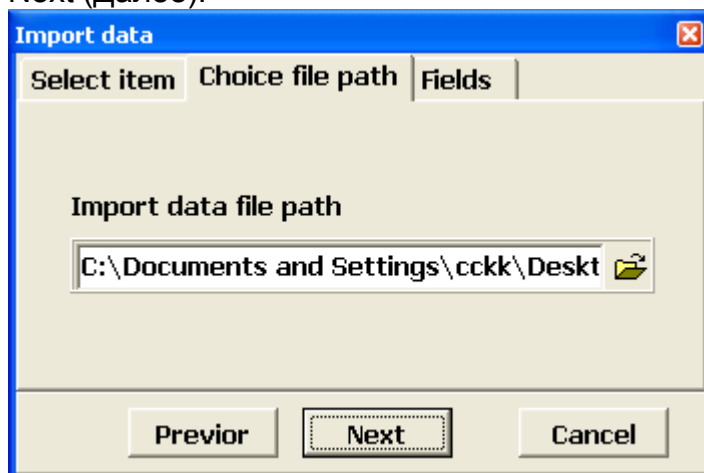 Next (далее).
Import data
Select item Choice file path Fields
Import data file path
C:\Documents and Settings\cckk\Deskt
Previor Next Cancel